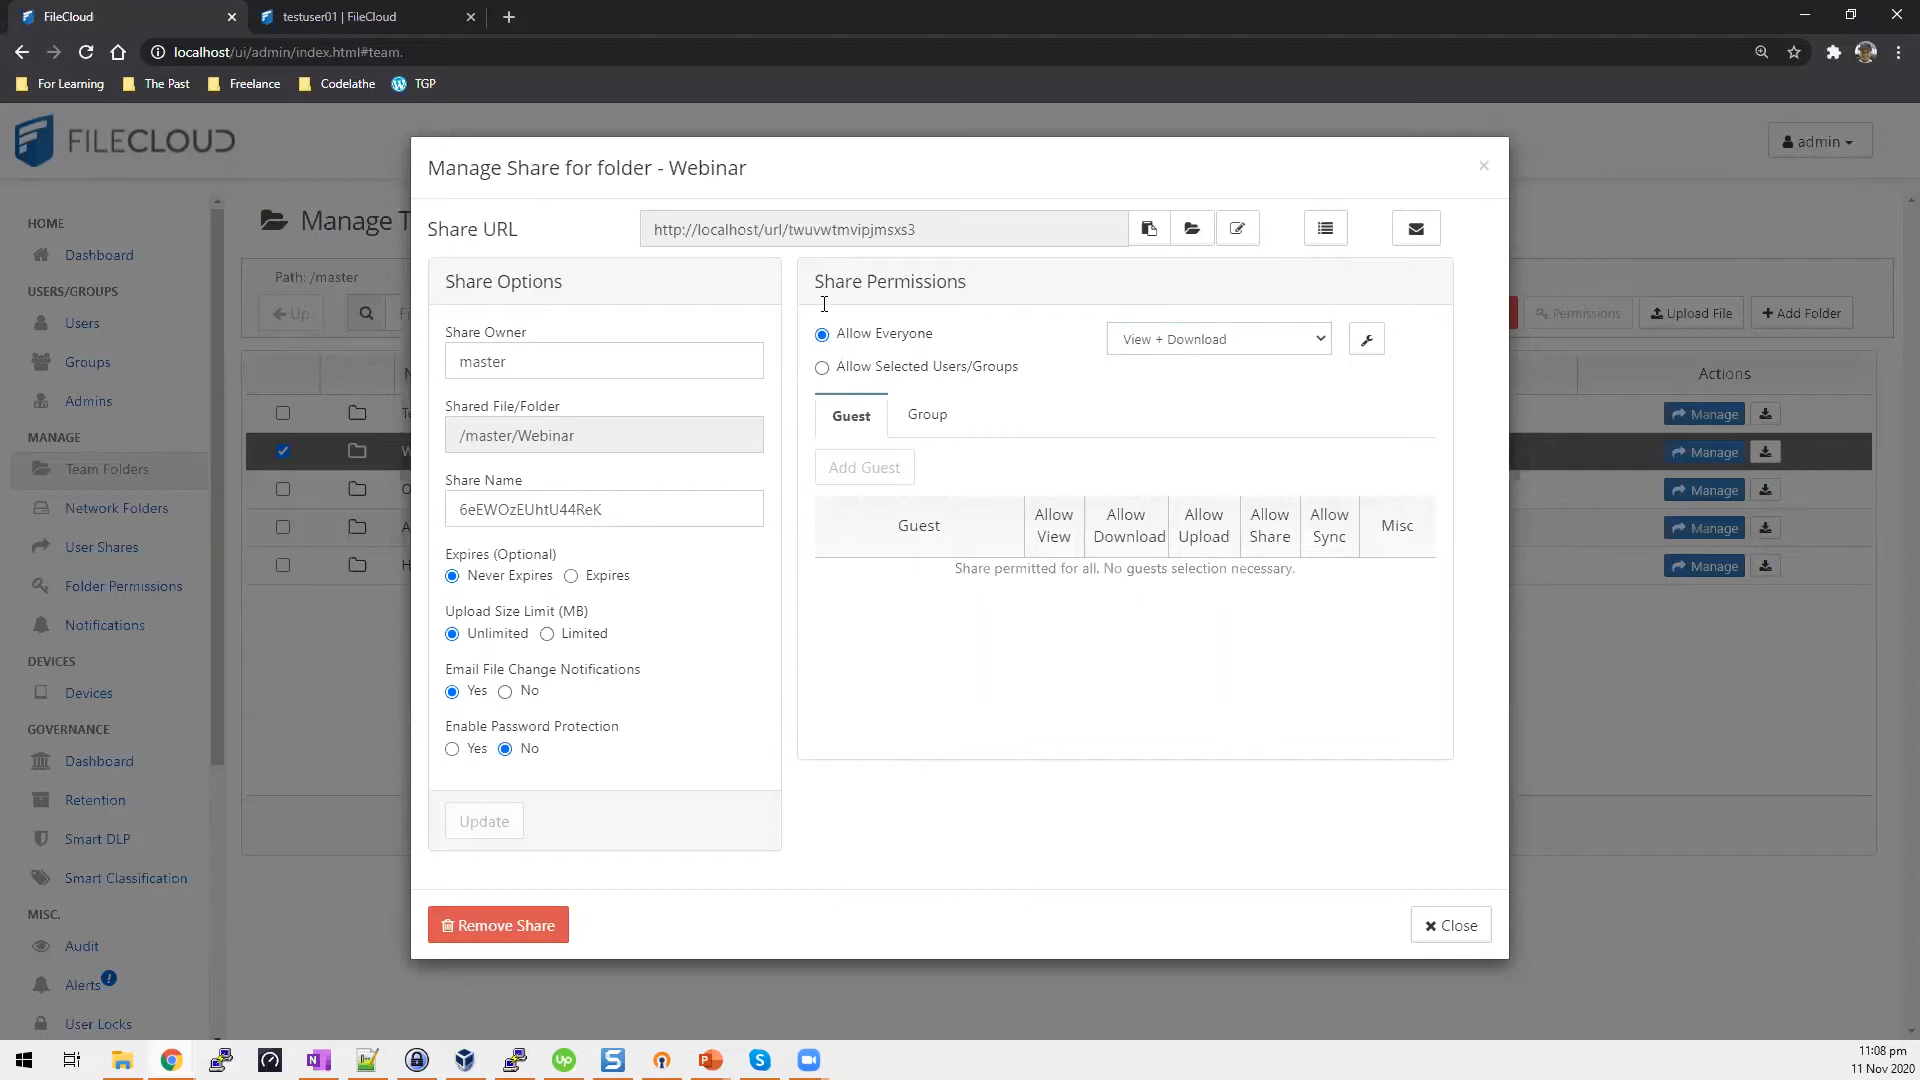 FileCloud
testuser01 | FileCloud
localhost/ui/admin/index.html#team.
For Learning
The Past
Freelance
Codelathe
TGP
FILECLOUD
admin
HOME
Dashboard
USERS/GROUPS
Users
Groups
Admins
MANAGE
Team Folders
Network Folders
User Shares
Folder Permissions
Notifications
DEVICES
Devices
GOVERNANCE
Dashboard
Retention
Smart DLP
Smart Classification
MISC.
Audit
Alerts
User Locks
Manage T
Path: /master
Up
Permissions
Upload File
Add Folder
Actions
Manage
Manage
Manage
Manage
Manage
Manage Share for folder - Webinar
Share URL
http://localhost/url/twuvwtmvipjmsxs3
Share Options
Share Owner
master
Shared File/Folder
/master/Webinar
Share Name
6eEWOzEUhtU44ReK
Expires (Optional)
Never Expires Expires
Upload Size Limit (MB)
Unlimited Limited
Email File Change Notifications
Yes No
Enable Password Protection
Yes No
Update
Share Permissions
Allow Everyone
View + Download
Allow Selected Users/Groups
Guest Group
Add Guest
Guest
Allow View
Allow Download
Allow Upload
Allow Share
Allow Sync
Misc
Share permitted for all. No guests selection necessary.
Remove Share
Close
11:08 pm
11 Nov 2020